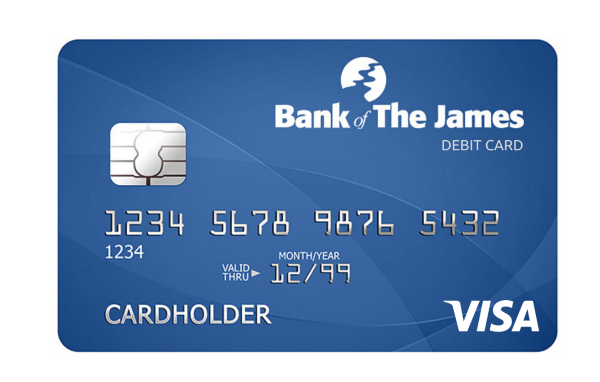 Bank of The James
DEBIT CARD
1234 5678 9876 5432
1234
MONTH/YEAR
VALID THRU 12/99
CARDHOLDER
VISA